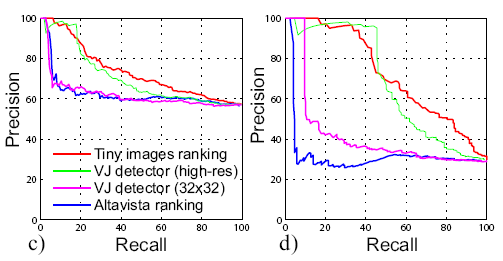 100
80
60
40
20
0
0 20 40 60 80 100
Precision
Recall
Tiny images ranking
VJ detector (high-res)
VJ detector (32x32)
Altavista ranking
c)
100
80
60
40
20
0
0 20 40 60 80 100
Precision
Recall
d)